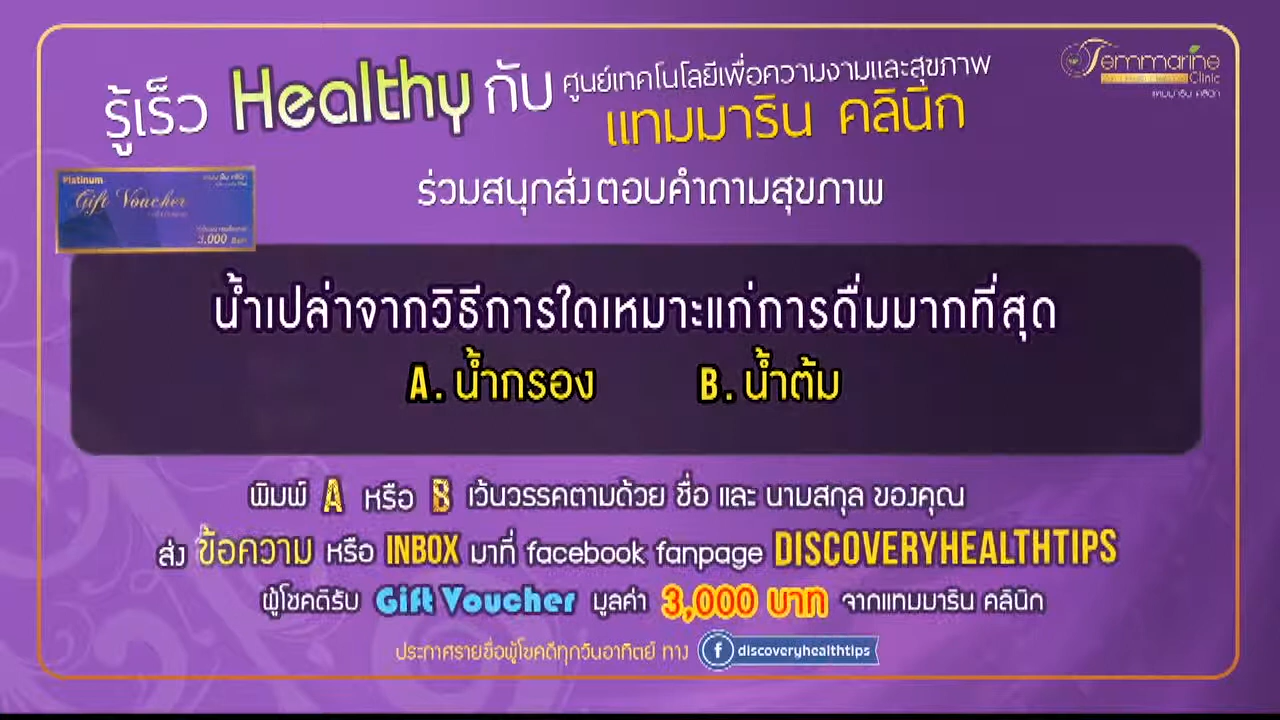 รู้เร็ว Healthy กับ ศูนย์เทคโนโลยีเพื่อความงามและสุขภาพ
แทมมาริน คลินิก
Temmarine
Clinic
แทมมาริน คลินิก
ร่วมสนุกส่งตอบคำถามสุขภาพ
Platinum
Gift Voucher
3,000
น้ำเปล่าจากวิธีการใดเหมาะแก่การดื่มมากที่สุด
A. น้ำกรอง B. น้ำต้ม
พิมพ์ A หรือ B เว้นวรรคตามด้วย ชื่อ และ นามสกุล ของคุณ
ส่ง ข้อความ หรือ INBOX มาที่ facebook fanpage DISCOVERYHEALTHTIPS
ผู้โชคดีรับ Gift Voucher มูลค่า 3,000 บาท จากแทมมาริน คลินิก
ประกาศรายชื่อผู้โชคดีทุกวันอาทิตย์ ทาง f discoveryhealthtips